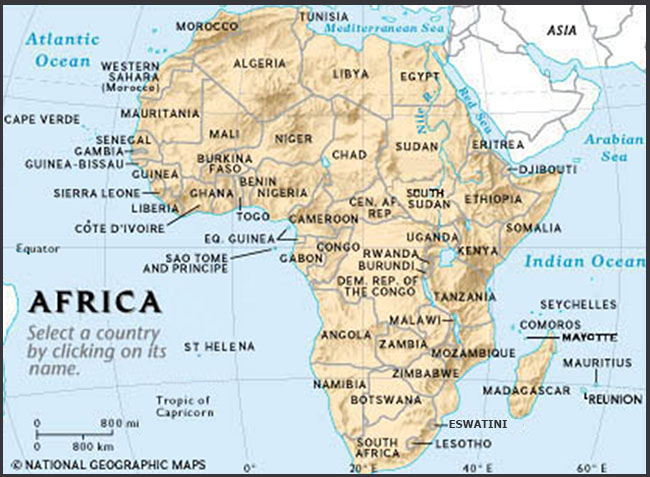 TUNISIA
MOROCCO
Mediterranean Sea
Atlantic
Ocean
ASIA
ALGERIA
WESTERN
SAHARA
(Morocco)
LIBYA
EGYPT
Nile R.
Red Sea
MAURITANIA
CAPE VERDE
MALI
NIGER
CHAD
SUDAN
ERITREA
Arabian
Sea
SENEGAL
GAMBIA
GUINEA-BISSAU
BURKINA
FASO
DJIBOUTI
GUINEA
BENIN
SIERRA LEONE
GHANA
NIGERIA
SOUTH
SUDAN
ETHIOPIA
CEN. AF.
REP.
LIBERIA
TOGO
CAMEROON
CÔTE D'IVOIRE
SOMALIA
EQ. GUINEA
UGANDA
Equator
CONGO
KENYA
SAO TOME
AND PRINCIPE
GABON
RWANDA
BURUNDI
Indian Ocean
DEM. REP. OF
THE CONGO
TANZANIA
AFRICA
SEYCHELLES
Select a country
by clicking on its
name.
MALAWI
COMOROS
MAYOTTE
ANGOLA
ST HELENA
ZAMBIA
MOZAMBIQUE
MAURITIUS
ZIMBABWE
NAMIBIA
MADAGASCAR
REUNION
BOTSWANA
Tropic of
Capricorn
ESWATINI
800 mi
800 km
SOUTH
AFRICA
LESOTHO
© NATIONAL GEOGRAPHIC MAPS
0°
20° E
40° E
60° E